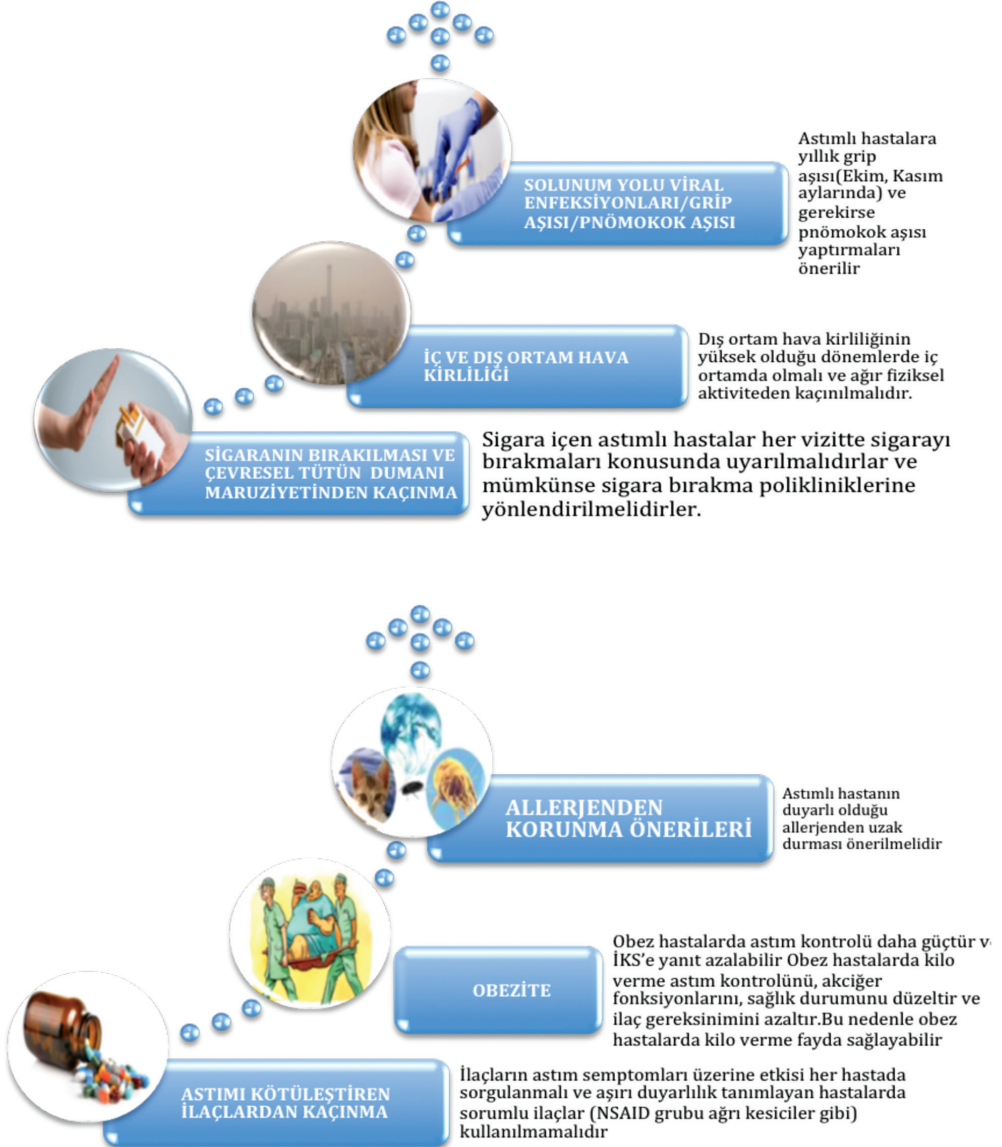 SOLUNUM YOLU VİRAL
ENFEKSİYONLARI/GRİP
AŞISI/PNÖMOKOK AŞISI
Astımlı hastalara
yıllık grip
aşısı(Ekim, Kasım
aylarında) ve
gerekirse
pnömokok aşısı
yaptırmaları
önerilir
İÇ VE DIŞ ORTAM HAVA
KİRLİLİĞİ
Dış ortam hava kirliliğinin
yüksek olduğu dönemlerde iç
ortamda olmalı ve ağır fiziksel
aktiviteden kaçınılmalıdır.
SİGARANIN BIRAKILMASI VE
ÇEVRESEL TÜTÜN DUMANI
MARUZİYETİNDEN KAÇINMA
Sigara içen astımlı hastalar her vizitte sigarayı
bırakmaları konusunda uyarılmalıdırlar ve
mümkünse sigara bırakma polikliniklerine
yönlendirilmelidirler.
ALLERJENDEN
KORUNMA ÖNERİLERİ
Astımlı hastanın
duyarlı olduğu
allerjenden uzak
durması önerilmelidir
OBEZİTE
Obez hastalarda astım kontrolü daha güçtür v
İKS’e yanıt azalabilir Obez hastalarda kilo
verme astım kontrolünü, akciğer
fonksiyonlarını, sağlık durumunu düzeltir ve
ilaç gereksinimini azaltır.Bu nedenle obez
hastalarda kilo verme fayda sağlayabilir
ASTIMI KÖTÜLEŞTİREN
İLAÇLARDAN KAÇINMA
İlaçların astım semptomları üzerine etkisi her hastada
sorgulanmalı ve aşırı duyarlılık tanımlayan hastalarda
sorumlu ilaçlar (NSAID grubu ağrı kesiciler gibi)
kullanılmamalıdır